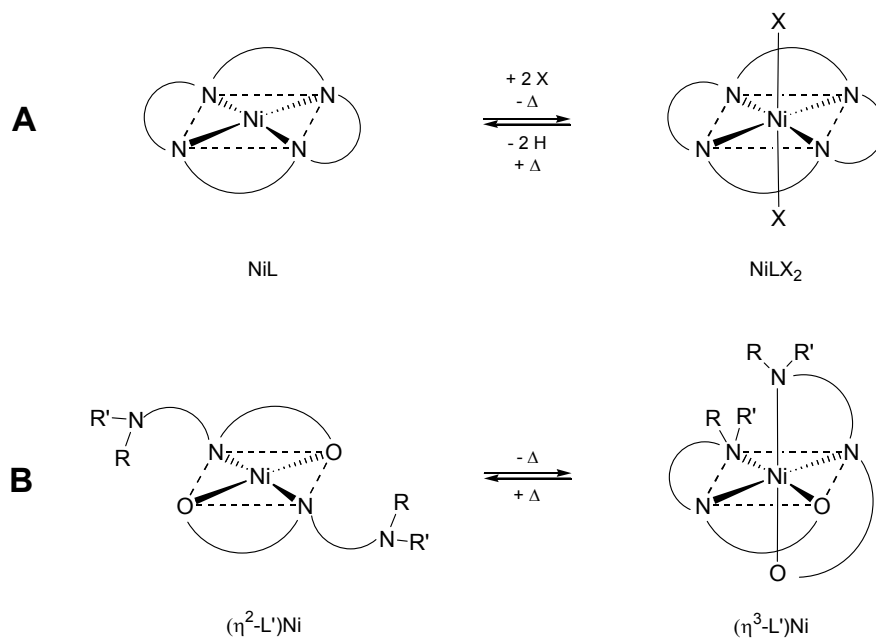 A
N
N
Ni
N
N
NiL
+ 2 X
- Δ
- 2 H
+ Δ
X
N
N
Ni
N
N
X
NiLX2
B
R'
N
R
N
O
Ni
O
N
R
N
R'
(η2-L')Ni
- Δ
+ Δ
R
R'
N
R
R'
N
N
Ni
N
O
O
(η3-L')Ni